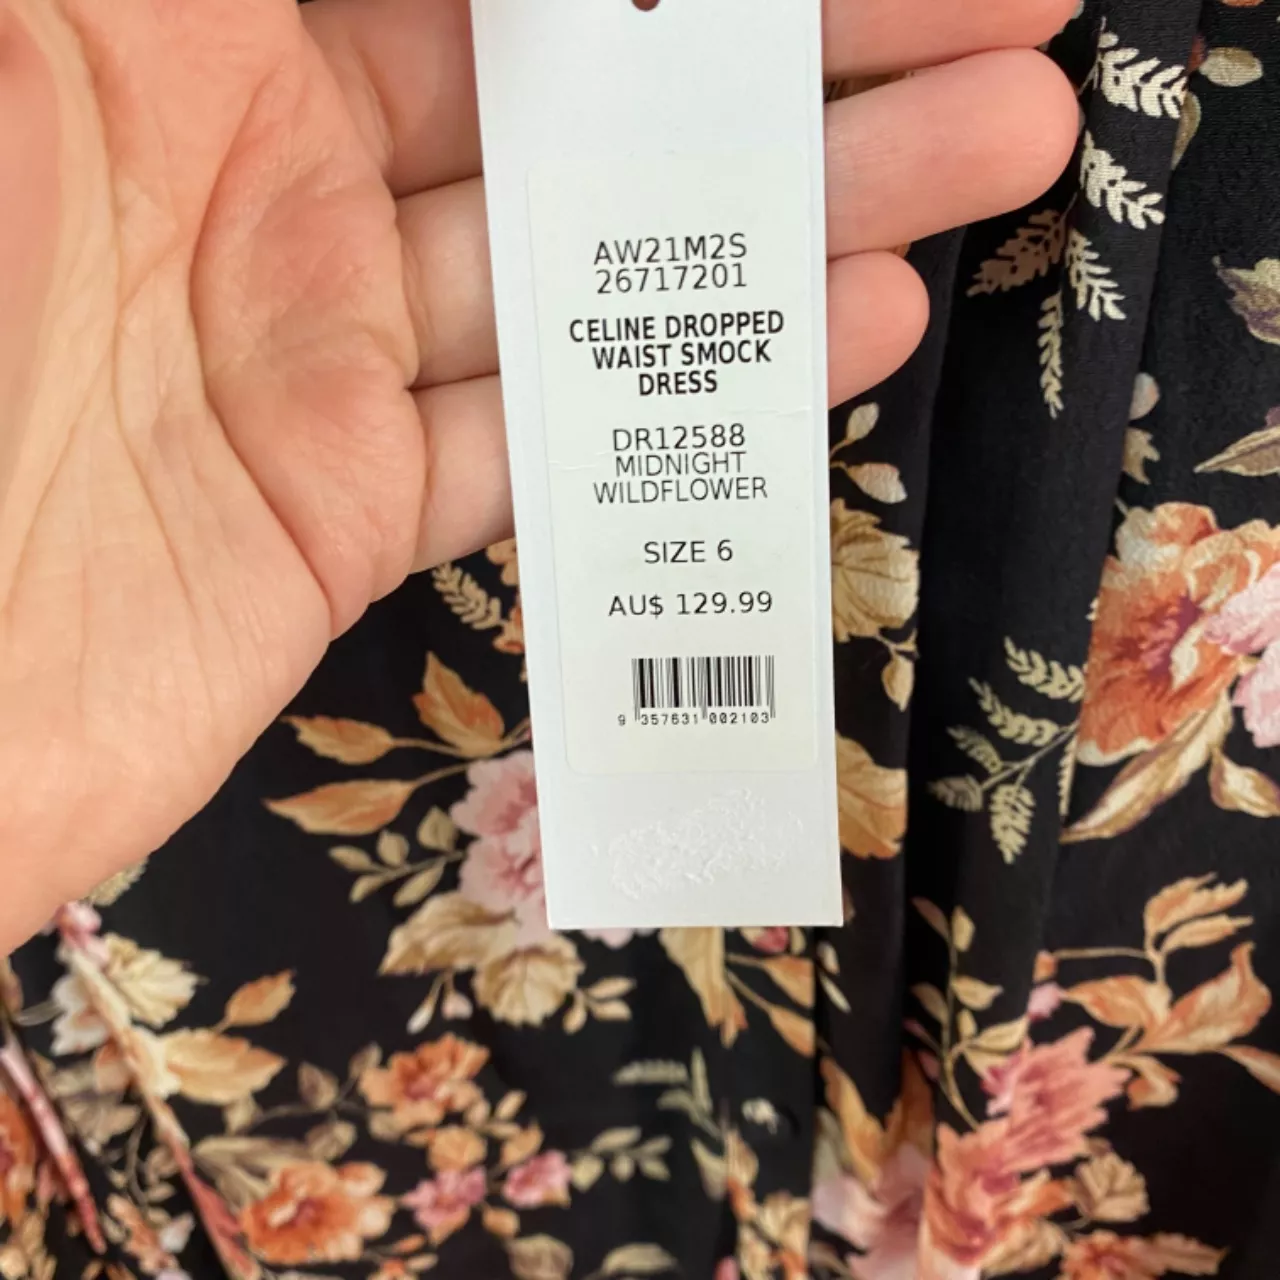 AW21M2S
26717201
CELINE DROPPED
WAIST SMOCK
DRESS
DR12588
MIDNIGHT
WILDFLOWER
SIZE 6
AU$ 129.99
9 357631 002103